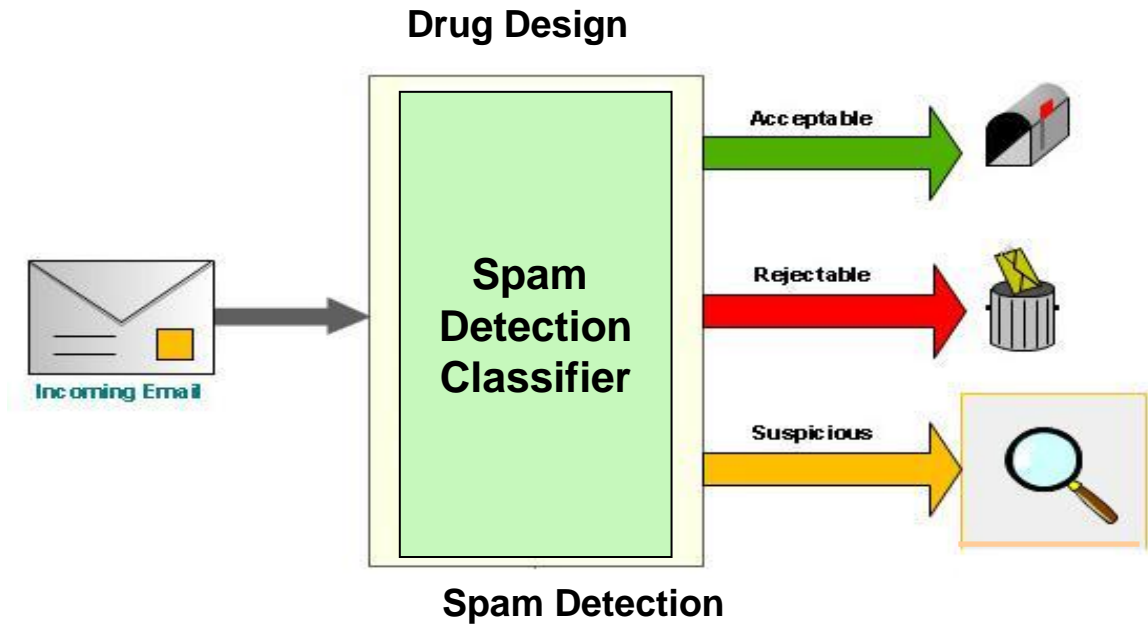 Drug Design
Acceptable
Spam
Detection
Classifier
Rejectable
Incoming Email
Suspicious
Spam Detection